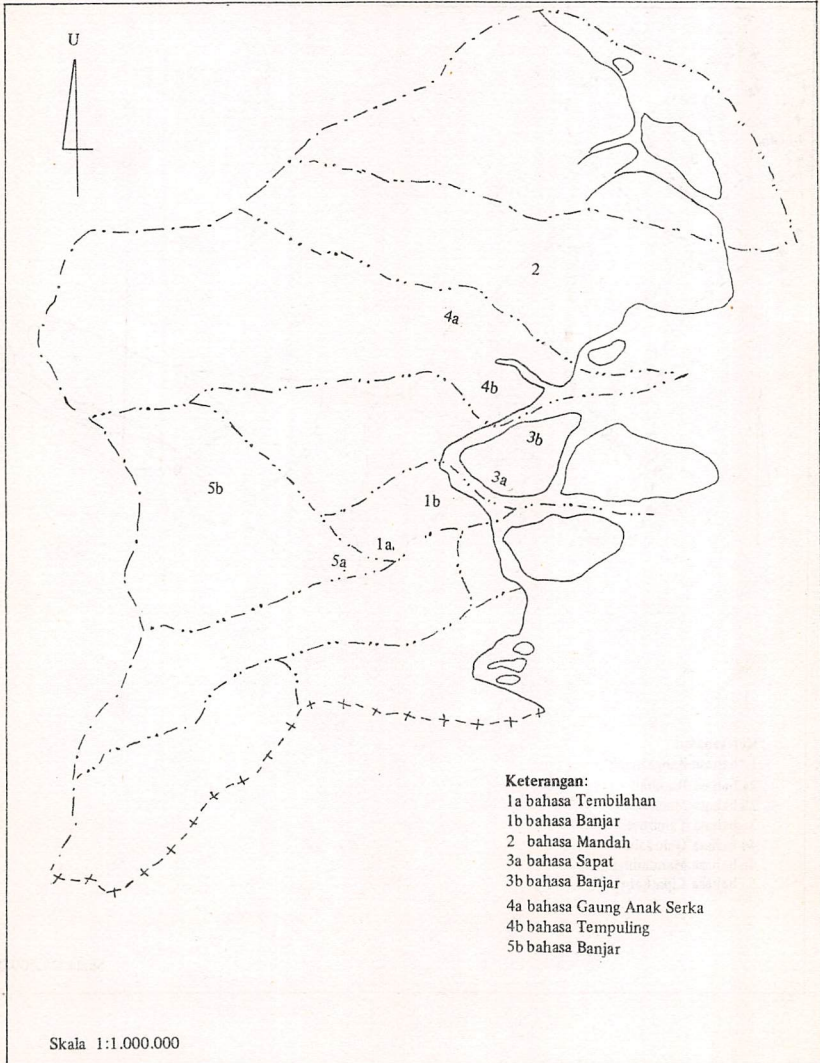 U
2
4a
4b
3b
3a
5b
1b
1a.
5a
Keterangan:
1a bahasa Tembilahan
1b bahasa Banjar
2 bahasa Mandah
3a bahasa Sapat
3b bahasa Banjar
4a bahasa Gaung Anak Serka
4b bahasa Tempuling
5b bahasa Banjar
Skala 1:1.000.000